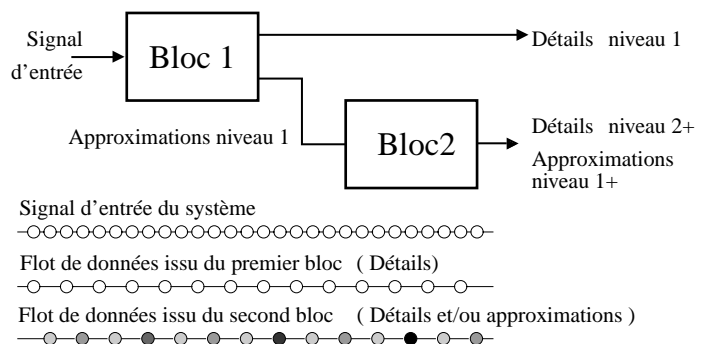 Signal
d'entrée
Bloc 1
Détails niveau 1
Approximations niveau 1
Bloc2
Détails niveau 2+
Approximations
niveau 1+
Signal d'entrée du système
Flot de données issu du premier bloc ( Détails)
Flot de données issu du second bloc ( Détails et/ou approximations )